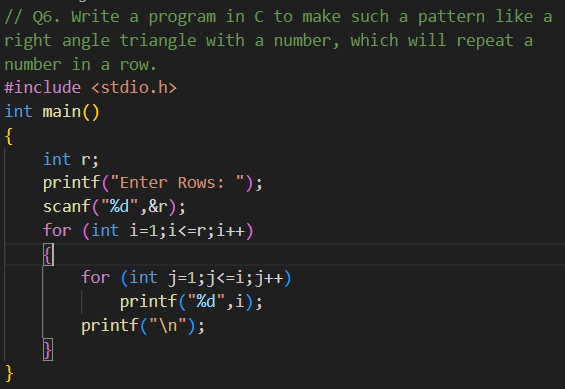 // Q6. Write a program in C to make such a pattern like a
right angle triangle with a number, which will repeat a
number in a row.
#include <stdio.h>
int main()
{
    int r;
    printf("Enter Rows: ");
    scanf("%d",&r);
    for (int i=1;i<=r;i++)
    {
        for (int j=1;j<=i;j++)
            printf("%d",i);
        printf("\n");
    }
}